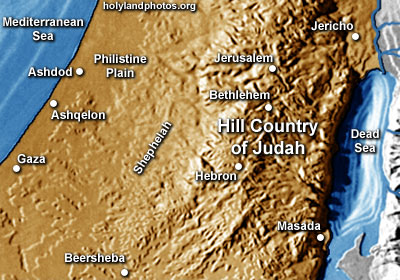 holylandphotos.org
Mediterranean
Sea
Jericho
Philistine
Plain
Jerusalem
Ashdod
Bethlehem
Ashqelon
Hill Country
of Judah
Dead
Sea
Shephelah
Gaza
Hebron
Masada
Beersheba